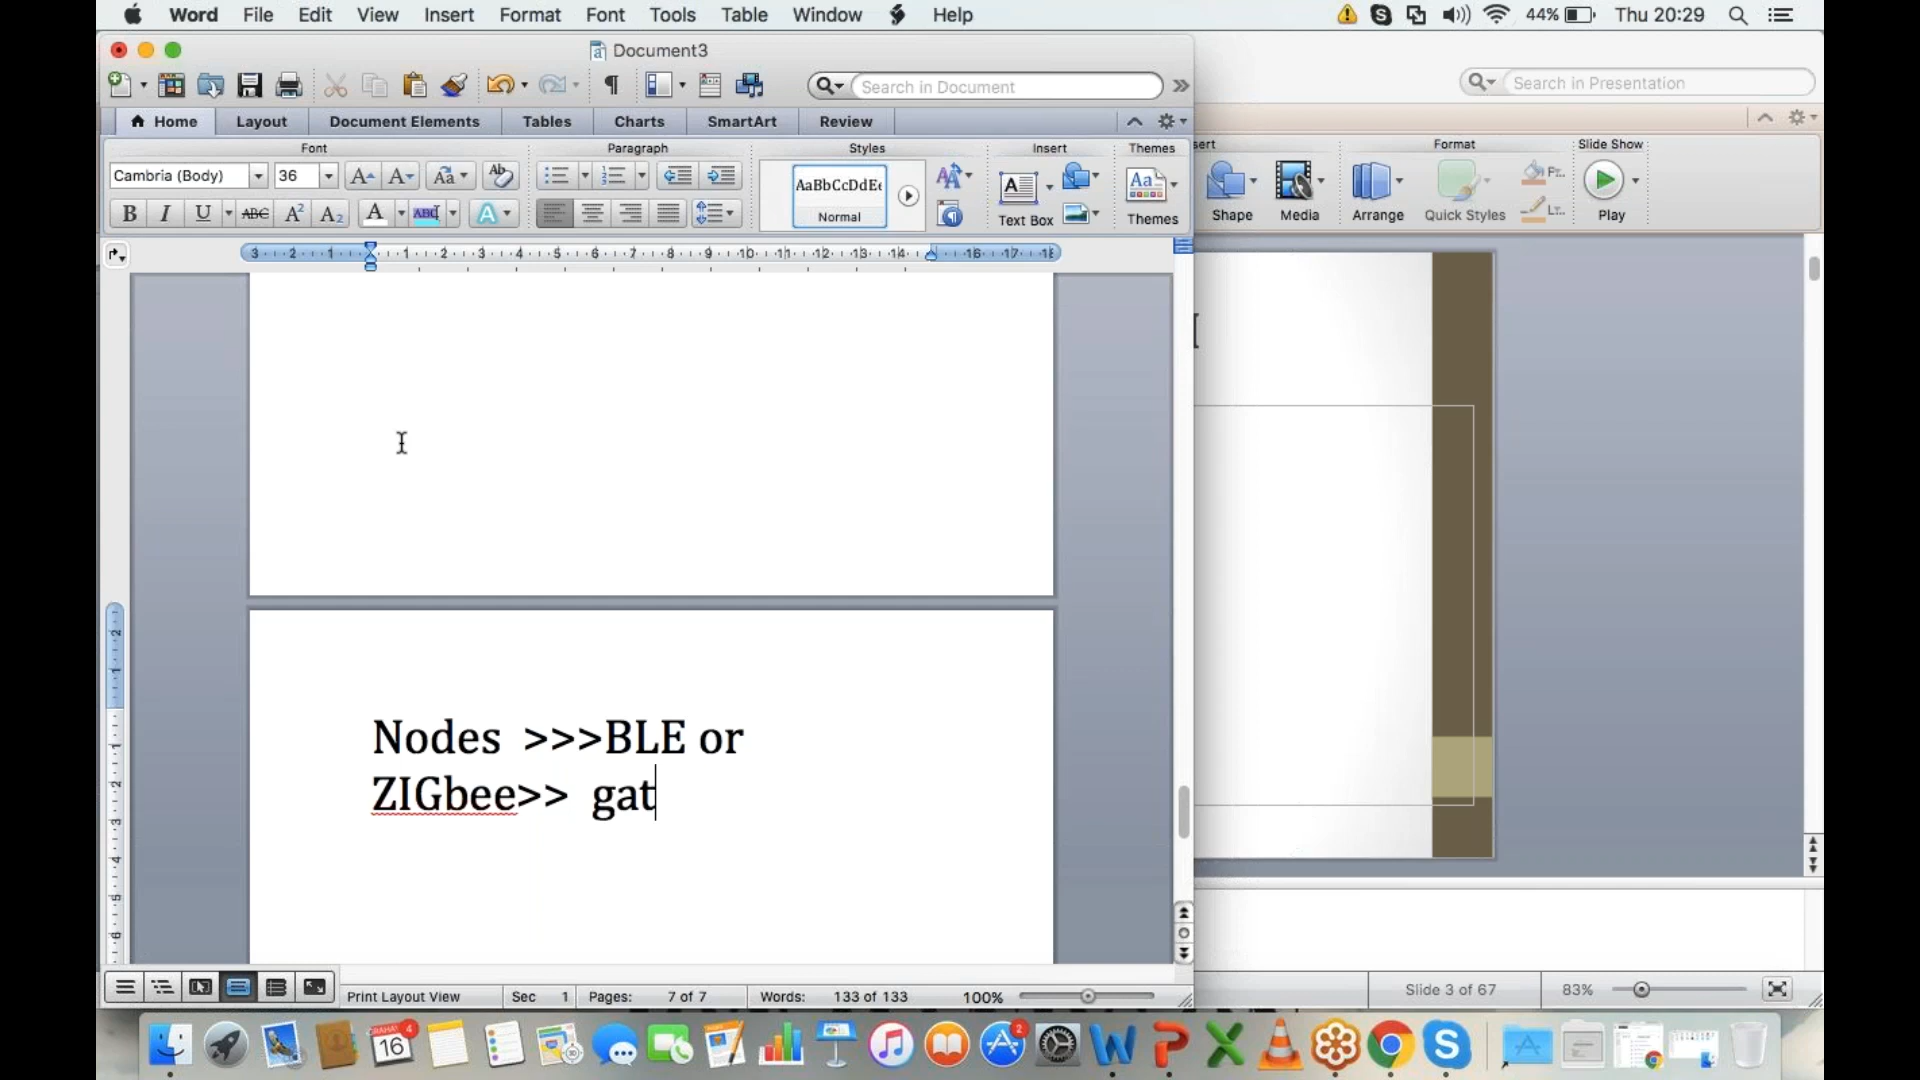 Word File Edit View Insert Format Font Tools Table Window Help 44% Thu 20:29
Document3
Search in Document
Search in Presentation
Home Layout Document Elements Tables Charts SmartArt Review
Font Paragraph Styles Insert Themes
sert Format Slide Show
Cambria (Body) 36
AaBbCcDdEe
Normal
Text Box Themes
Shape Media Arrange Quick Styles Play
Nodes >>>BLE or
ZIGbee>> gat
Print Layout View Sec 1 Pages: 7 of 7 Words: 133 of 133 100%
Slide 3 of 67 83%